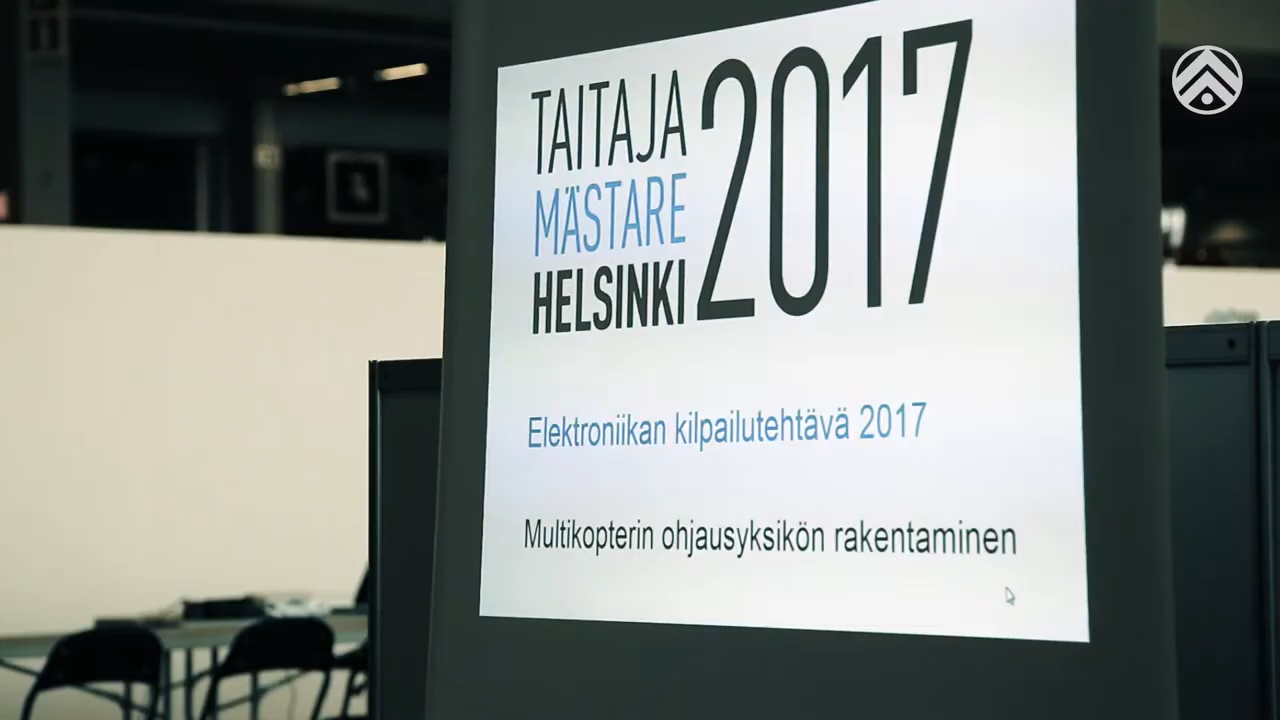 TAITAJA
MÄSTARE
HELSINKI
2017
Elektroniikan kilpailutehtävä 2017
Multikopterin ohjausyksikön rakentaminen